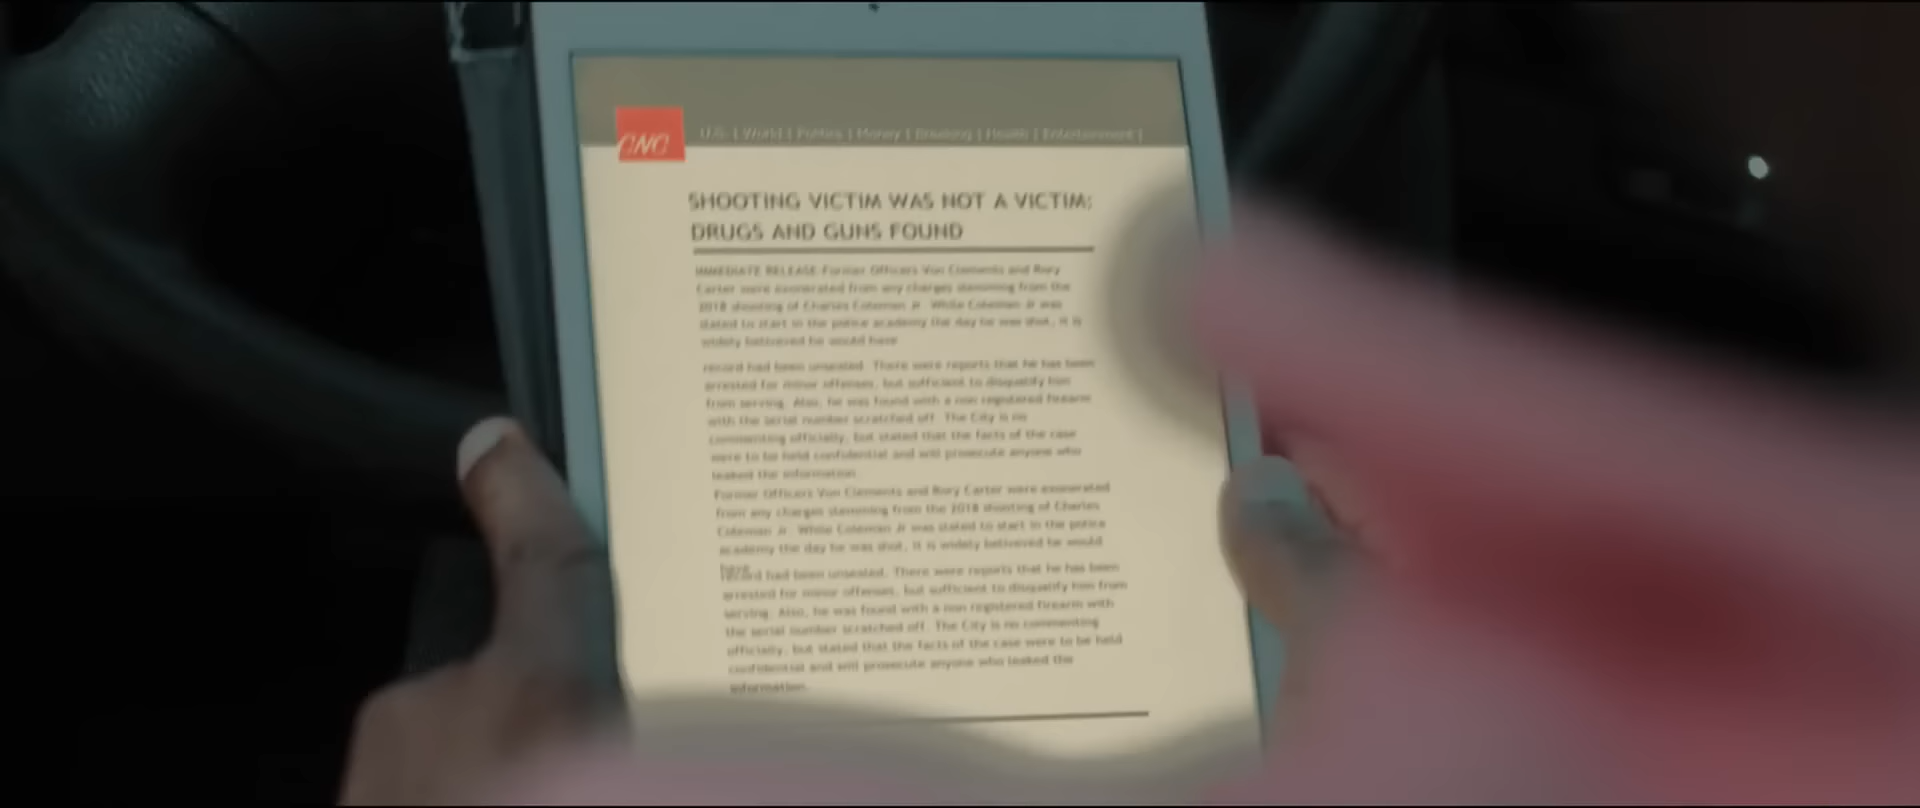 CNC
U.S. | World | Politics | Money | Breaking | Health | Entertainment |
SHOOTING VICTIM WAS NOT A VICTIM:
DRUGS AND GUNS FOUND
IMMEDIATE RELEASE Former Officers Von Clements and Rory
Carter were exonerated from any charges stemming from the
2018 shooting of Charles Coleman Jr. While Coleman Jr was
slated to start in the police academy the day he was shot, it is
widely believed he would have
record had been unsealed. There were reports that he has been
arrested for minor offenses, but sufficient to disqualify him
from serving. Also, he was found with a non registered firearm
with the serial number scratched off. The City is no
commenting officially, but stated that the facts of the case
were to be held confidential and will prosecute anyone who
leaked the information
Former Officers Von Clements and Rory Carter were exonerated
from any charges stemming from the 2018 shooting of Charles
Coleman Jr. While Coleman Jr was slated to start in the police
academy the day he was shot, it is widely believed he would
have
record had been unsealed. There were reports that he has been
arrested for minor offenses, but sufficient to disqualify him from
serving. Also, he was found with a non registered firearm with
the serial number scratched off. The City is no commenting
officially, but stated that the facts of the case were to be held
confidential and will prosecute anyone who leaked the
information.